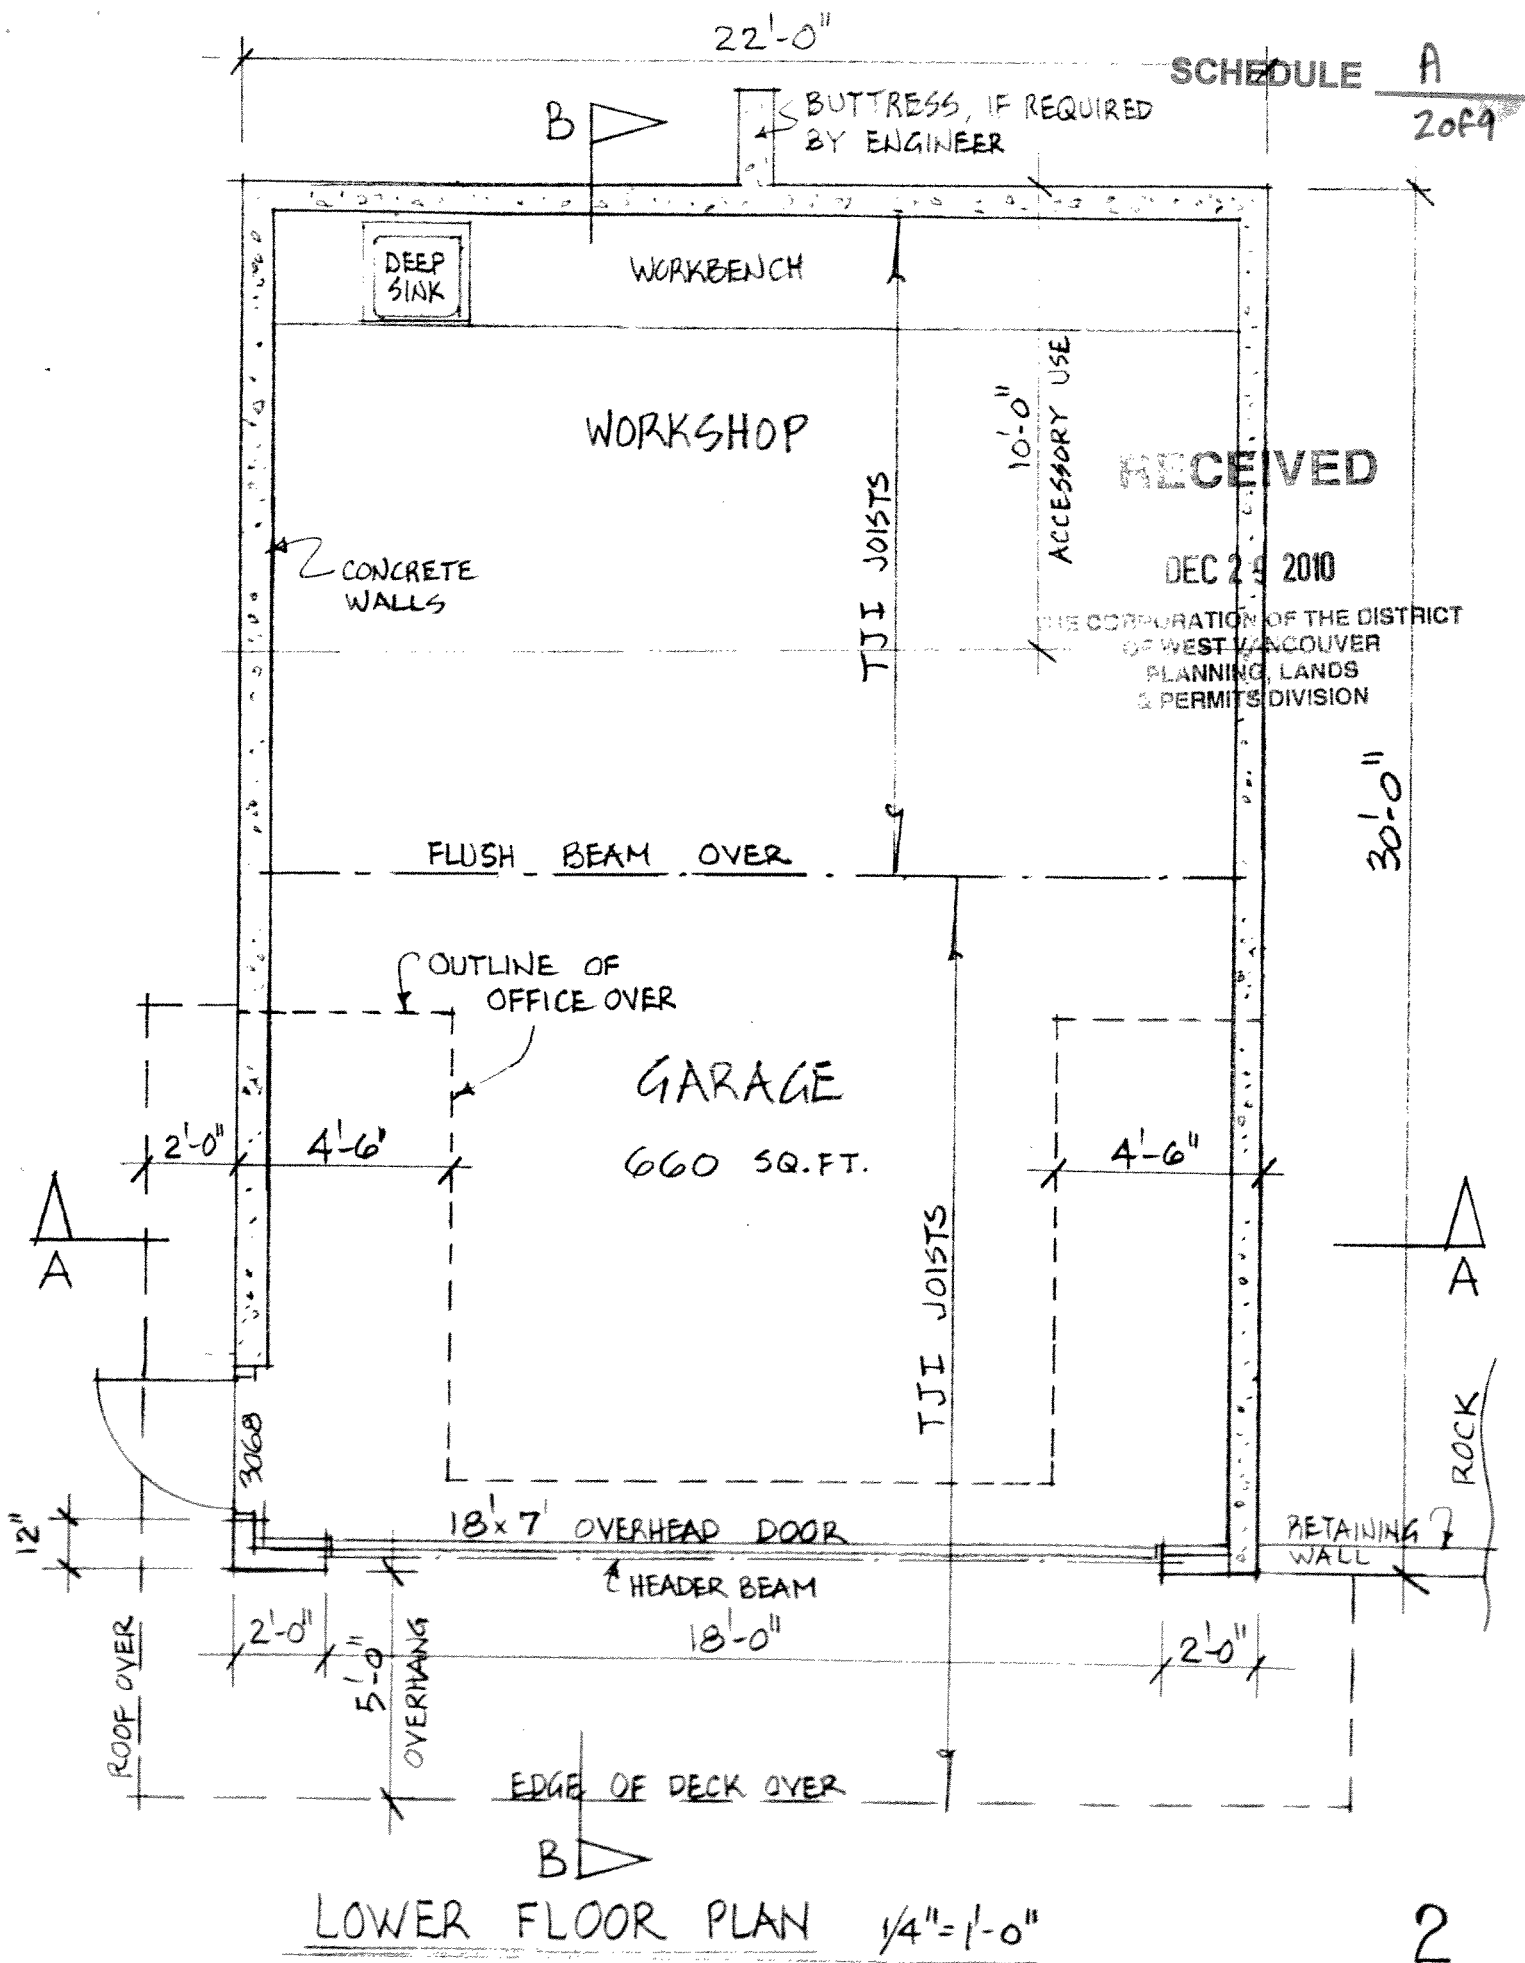 22'-0"
SCHEDULE A
2 of 9
B
BUTTRESS, IF REQUIRED
BY ENGINEER
DEEP
SINK
WORKBENCH
WORKSHOP
10'-0"
ACCESSORY USE
TJI JOISTS
RECEIVED
DEC 29 2010
THE CORPORATION OF THE DISTRICT
OF WEST VANCOUVER
PLANNING, LANDS
& PERMITS DIVISION
CONCRETE
WALLS
30'-0"
FLUSH BEAM OVER
OUTLINE OF
OFFICE OVER
GARAGE
660 SQ.FT.
2'-0"
4'-6"
4'-6"
A
A
TJI JOISTS
3068
ROCK
12"
18' x 7' OVERHEAD DOOR
RETAINING
WALL
HEADER BEAM
2'-0"
18'-0"
2'-0"
5'-0"
OVERHANG
ROOF OVER
EDGE OF DECK OVER
B
LOWER FLOOR PLAN 1/4"=1'-0"
2